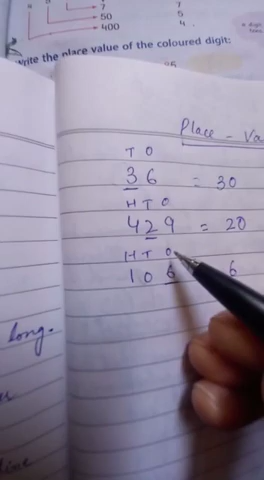 7
50
400
7
5
4
Write the place value of the coloured digit:
Place - Va
T O
36 = 30
H T O
429 = 20
H T O
106 6
long.